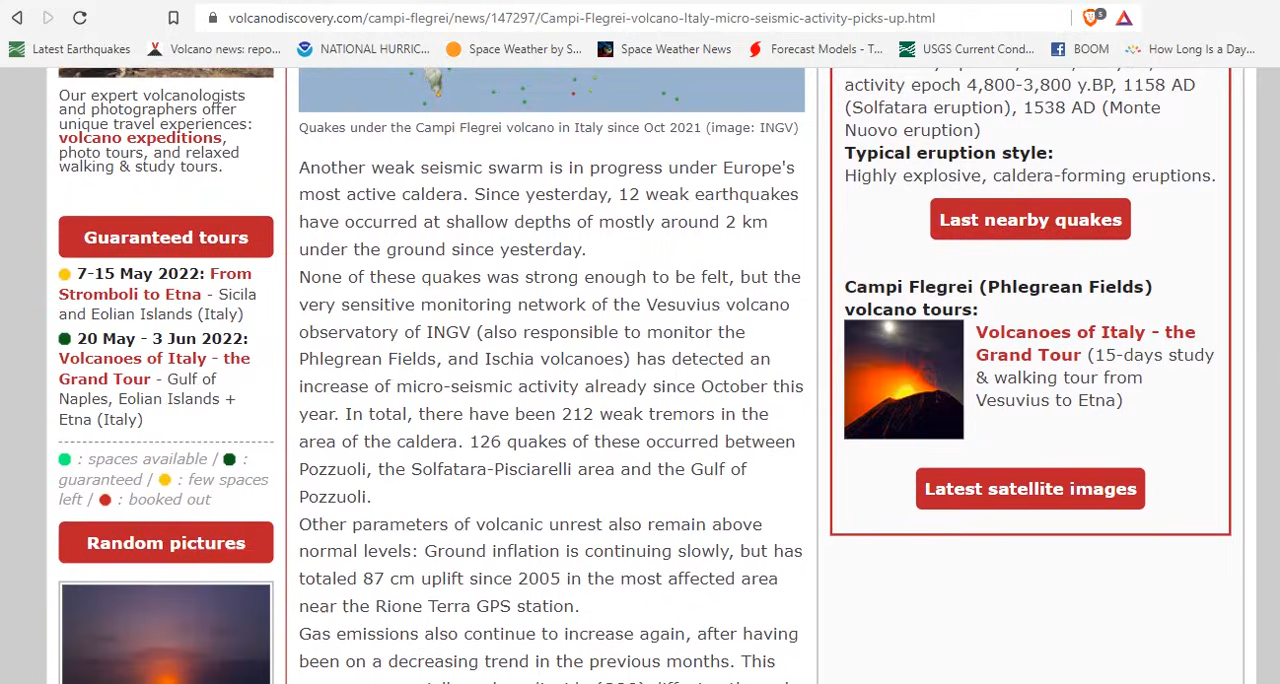 volcanodiscovery.com/campi-flegrei/news/147297/Campi-Flegrei-volcano-Italy-micro-seismic-activity-picks-up.html
5
Latest Earthquakes
Volcano news: repo...
NATIONAL HURRIC...
Space Weather by S...
Space Weather News
Forecast Models - T...
USGS Current Cond...
BOOM
How Long Is a Day...
Our expert volcanologists
and photographers offer
unique travel experiences:
volcano expeditions,
photo tours, and relaxed
walking & study tours.
Guaranteed tours
7-15 May 2022: From
Stromboli to Etna - Sicila
and Eolian Islands (Italy)
20 May - 3 Jun 2022:
Volcanoes of Italy - the
Grand Tour - Gulf of
Naples, Eolian Islands +
Etna (Italy)
: spaces available / :
guaranteed / : few spaces
left / : booked out
Random pictures
Quakes under the Campi Flegrei volcano in Italy since Oct 2021 (image: INGV)
Another weak seismic swarm is in progress under Europe's
most active caldera. Since yesterday, 12 weak earthquakes
have occurred at shallow depths of mostly around 2 km
under the ground since yesterday.
None of these quakes was strong enough to be felt, but the
very sensitive monitoring network of the Vesuvius volcano
observatory of INGV (also responsible to monitor the
Phlegrean Fields, and Ischia volcanoes) has detected an
increase of micro-seismic activity already since October this
year. In total, there have been 212 weak tremors in the
area of the caldera. 126 quakes of these occurred between
Pozzuoli, the Solfatara-Pisciarelli area and the Gulf of
Pozzuoli.
Other parameters of volcanic unrest also remain above
normal levels: Ground inflation is continuing slowly, but has
totaled 87 cm uplift since 2005 in the most affected area
near the Rione Terra GPS station.
Gas emissions also continue to increase again, after having
been on a decreasing trend in the previous months. This
activity epoch 4,800-3,800 y.BP, 1158 AD
(Solfatara eruption), 1538 AD (Monte
Nuovo eruption)
Typical eruption style:
Highly explosive, caldera-forming eruptions.
Last nearby quakes
Campi Flegrei (Phlegrean Fields)
volcano tours:
Volcanoes of Italy - the
Grand Tour (15-days study
& walking tour from
Vesuvius to Etna)
Latest satellite images